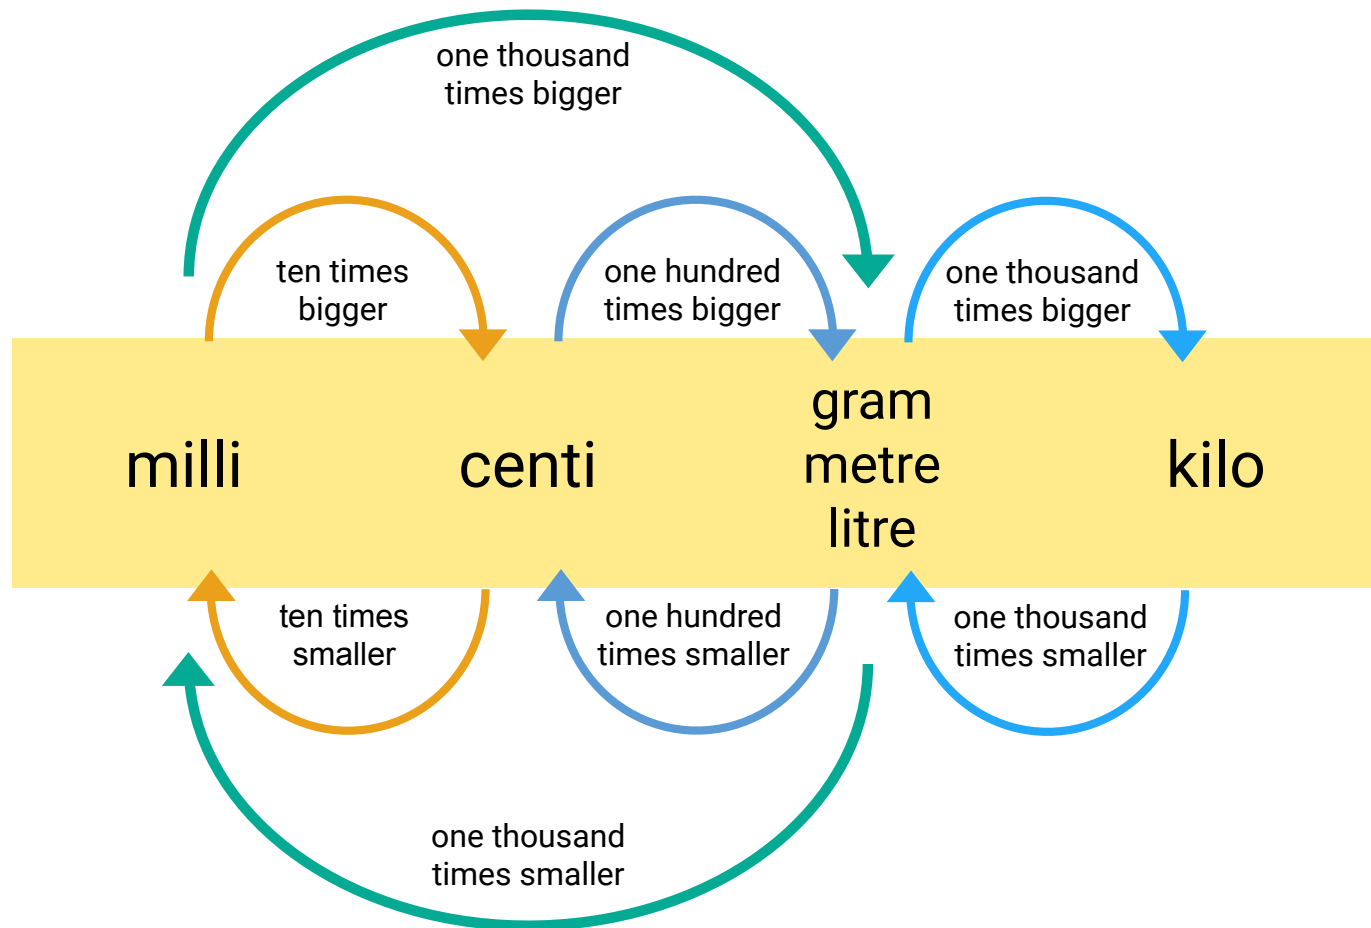 one thousand
times bigger
ten times
bigger
one hundred
times bigger
one thousand
times bigger
milli
centi
gram
metre
litre
kilo
ten times
smaller
one hundred
times smaller
one thousand
times smaller
one thousand
times smaller